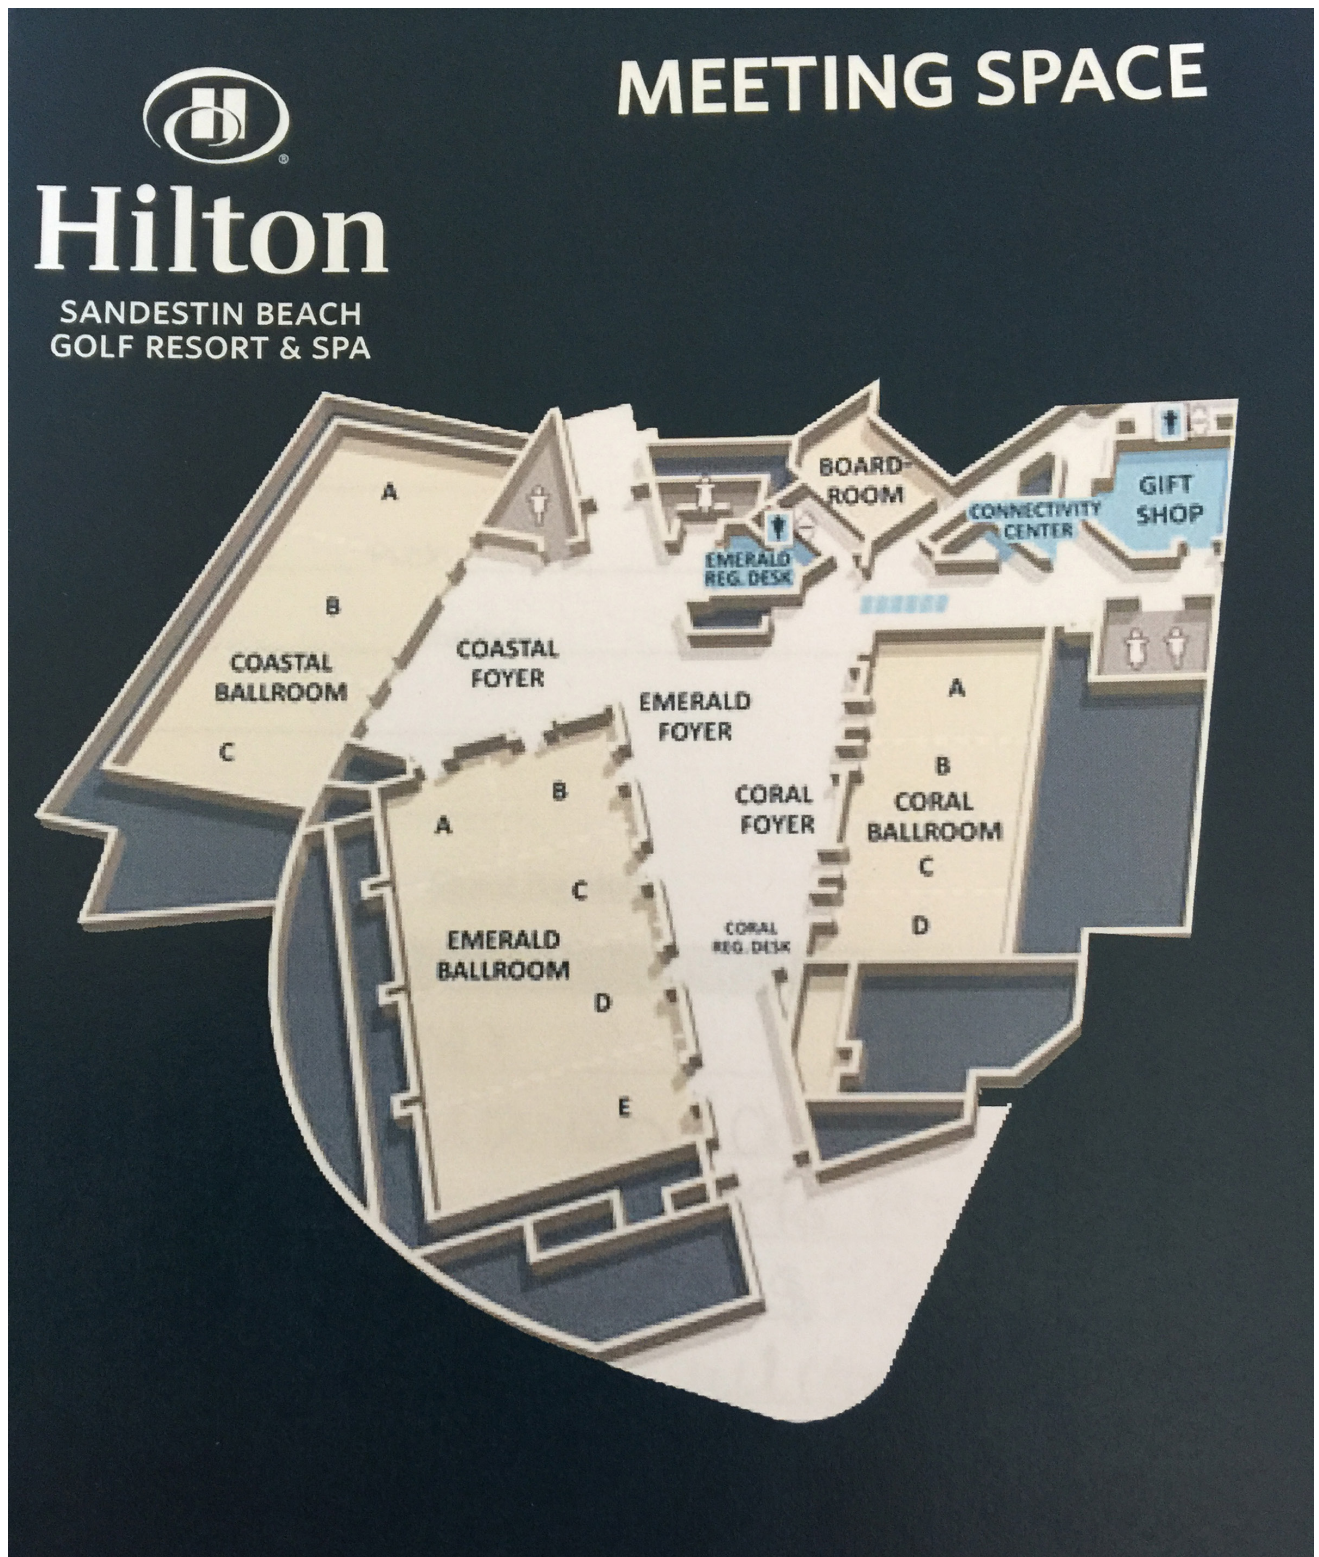 MEETING SPACE
H
®
Hilton
SANDESTIN BEACH
GOLF RESORT & SPA
A
B
COASTAL
BALLROOM
C
COASTAL
FOYER
BOARD-
ROOM
CONNECTIVITY
CENTER
GIFT
SHOP
EMERALD
REG. DESK
EMERALD
FOYER
CORAL
FOYER
A
B
CORAL
BALLROOM
C
D
CORAL
REG. DESK
A
B
C
EMERALD
BALLROOM
D
E